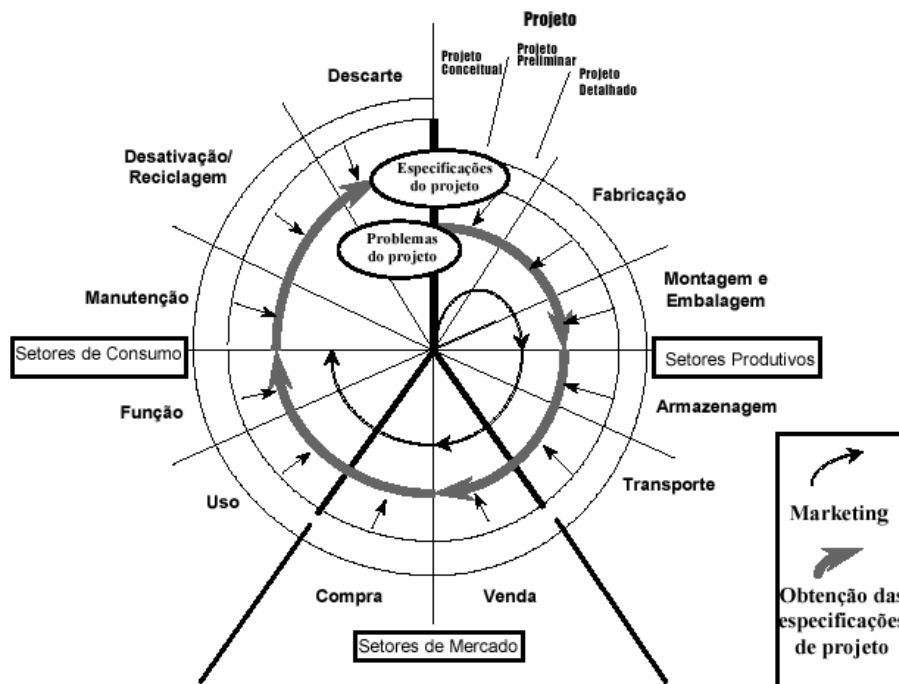 Projeto
Projeto
Conceitual
Projeto
Preliminar
Projeto
Detalhado
Descarte
Desativação/
Reciclagem
Especificações
do projeto
Fabricação
Problemas
do projeto
Manutenção
Montagem e
Embalagem
Setores de Consumo
Setores Produtivos
Função
Armazenagem
Uso
Transporte
Compra
Venda
Setores de Mercado
Marketing
Obtenção das
especificações
de projeto